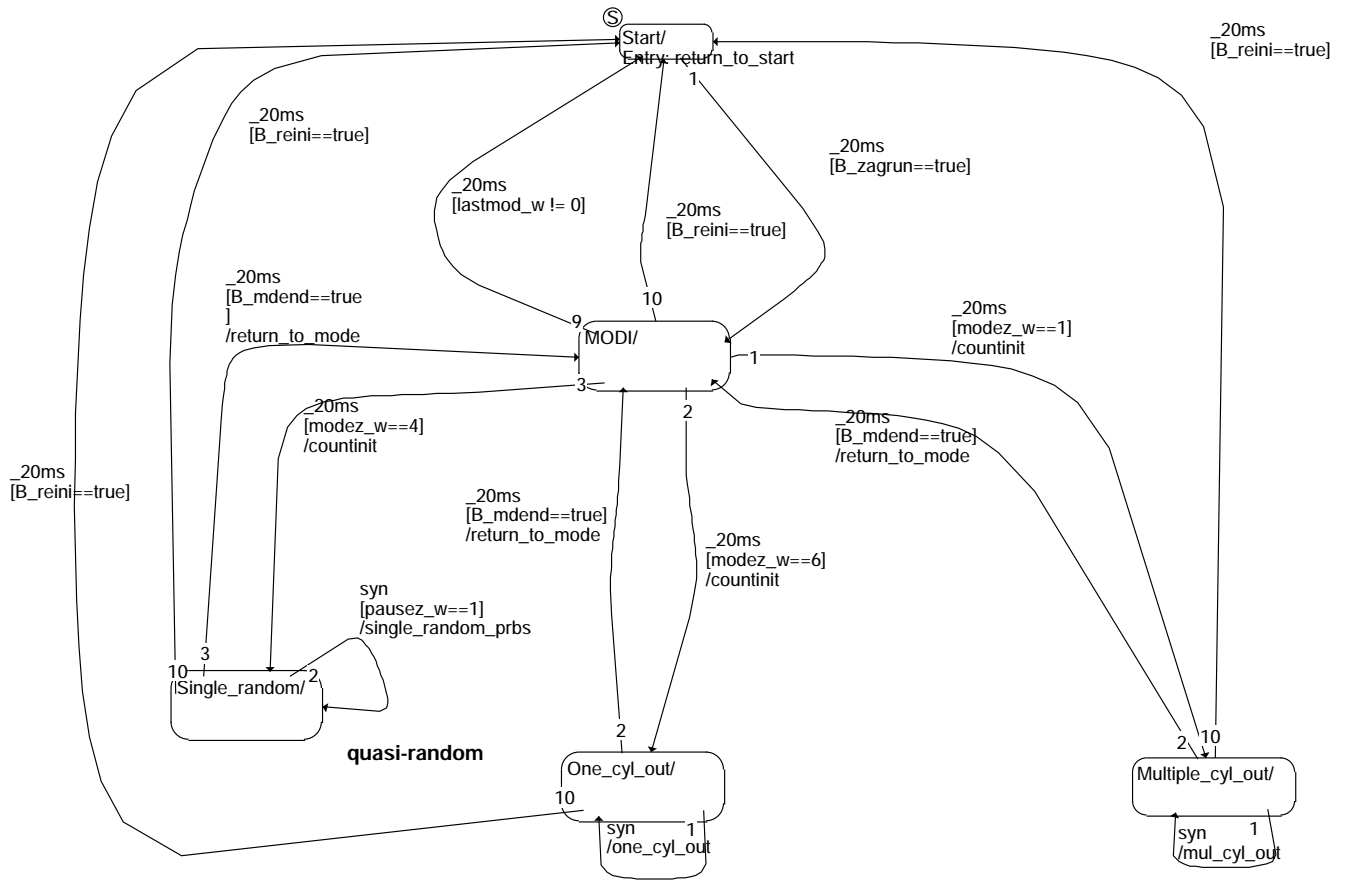 S
Start/
Entry: return_to_start
1
_20ms
[B_reini==true]
_20ms
[B_reini==true]
_20ms
[B_zagrun==true]
_20ms
[lastmod_w != 0]
_20ms
[B_reini==true]
_20ms
[B_mdend==true
]
/return_to_mode
10
9
MODI/
_20ms
[modez_w==1]
/countinit
1
3
2
_20ms
[modez_w==4]
/countinit
_20ms
[B_mdend==true]
/return_to_mode
_20ms
[B_reini==true]
_20ms
[B_mdend==true]
/return_to_mode
_20ms
[modez_w==6]
/countinit
syn
[pausez_w==1]
/single_random_prbs
3
10
2
Single_random/
quasi-random
2
2
10
One_cyl_out/
Multiple_cyl_out/
10
syn
1
/one_cyl_out
syn
1
/mul_cyl_out